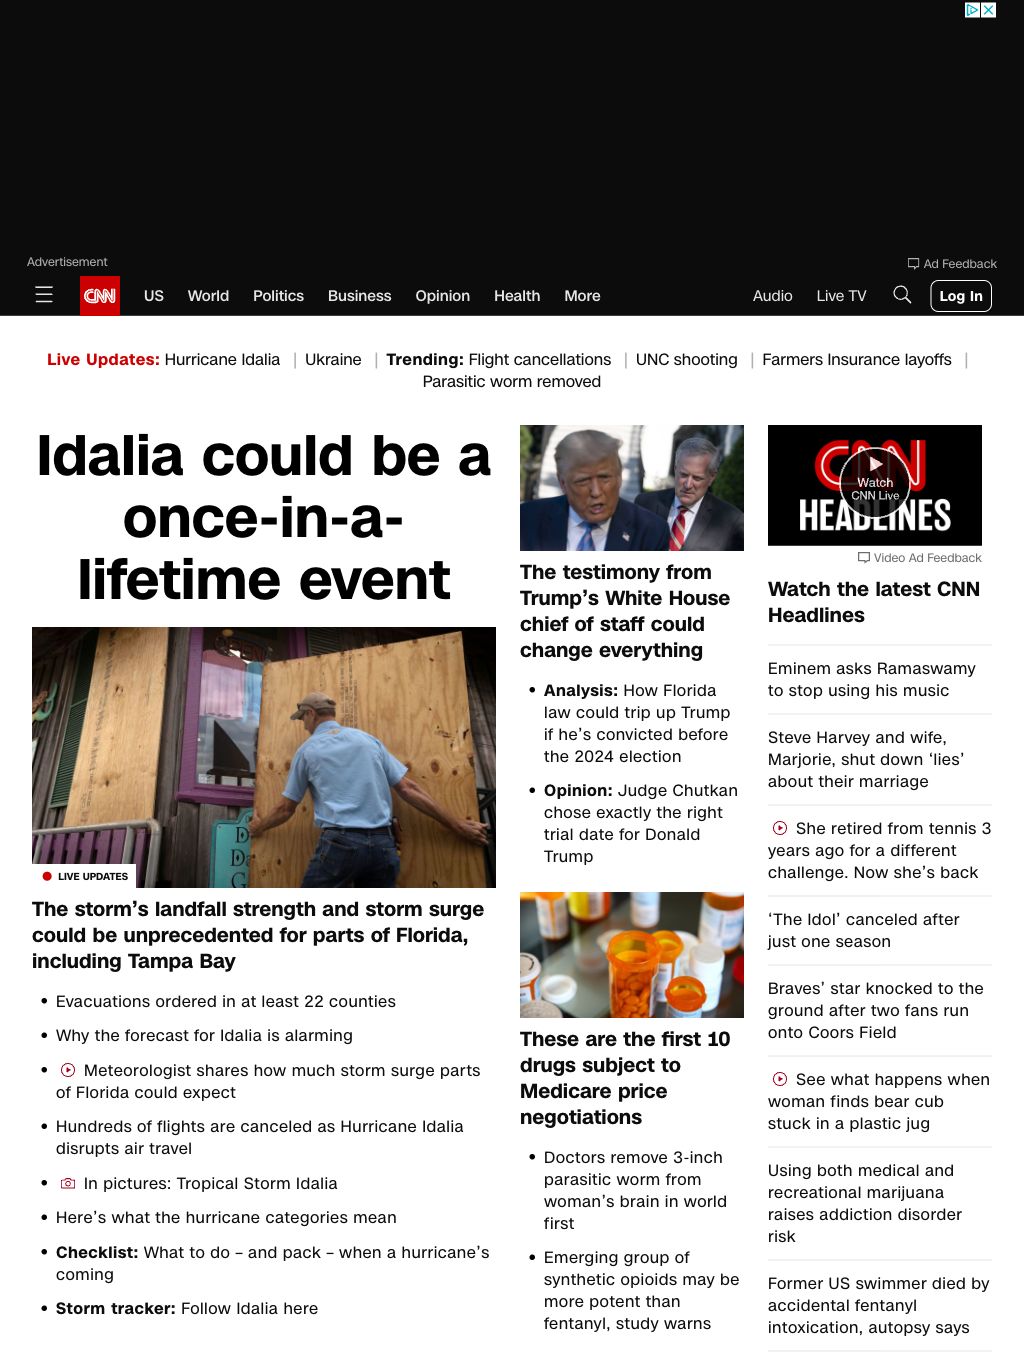 Advertisement
Ad Feedback
CNN
US
World
Politics
Business
Opinion
Health
More
Audio
Live TV
Log In
Live Updates: Hurricane Idalia | Ukraine | Trending: Flight cancellations | UNC shooting | Farmers Insurance layoffs |
Parasitic worm removed
Idalia could be a
once-in-a-
lifetime event
LIVE UPDATES
The storm’s landfall strength and storm surge
could be unprecedented for parts of Florida,
including Tampa Bay
• Evacuations ordered in at least 22 counties
• Why the forecast for Idalia is alarming
• Meteorologist shares how much storm surge parts
of Florida could expect
• Hundreds of flights are canceled as Hurricane Idalia
disrupts air travel
• In pictures: Tropical Storm Idalia
• Here’s what the hurricane categories mean
• Checklist: What to do – and pack – when a hurricane’s
coming
• Storm tracker: Follow Idalia here
The testimony from
Trump’s White House
chief of staff could
change everything
• Analysis: How Florida
law could trip up Trump
if he’s convicted before
the 2024 election
• Opinion: Judge Chutkan
chose exactly the right
trial date for Donald
Trump
These are the first 10
drugs subject to
Medicare price
negotiations
• Doctors remove 3-inch
parasitic worm from
woman’s brain in world
first
• Emerging group of
synthetic opioids may be
more potent than
fentanyl, study warns
CNN
HEADLINES
Watch
CNN Live
Video Ad Feedback
Watch the latest CNN
Headlines
Eminem asks Ramaswamy
to stop using his music
Steve Harvey and wife,
Marjorie, shut down ‘lies’
about their marriage
She retired from tennis 3
years ago for a different
challenge. Now she’s back
‘The Idol’ canceled after
just one season
Braves’ star knocked to the
ground after two fans run
onto Coors Field
See what happens when
woman finds bear cub
stuck in a plastic jug
Using both medical and
recreational marijuana
raises addiction disorder
risk
Former US swimmer died by
accidental fentanyl
intoxication, autopsy says